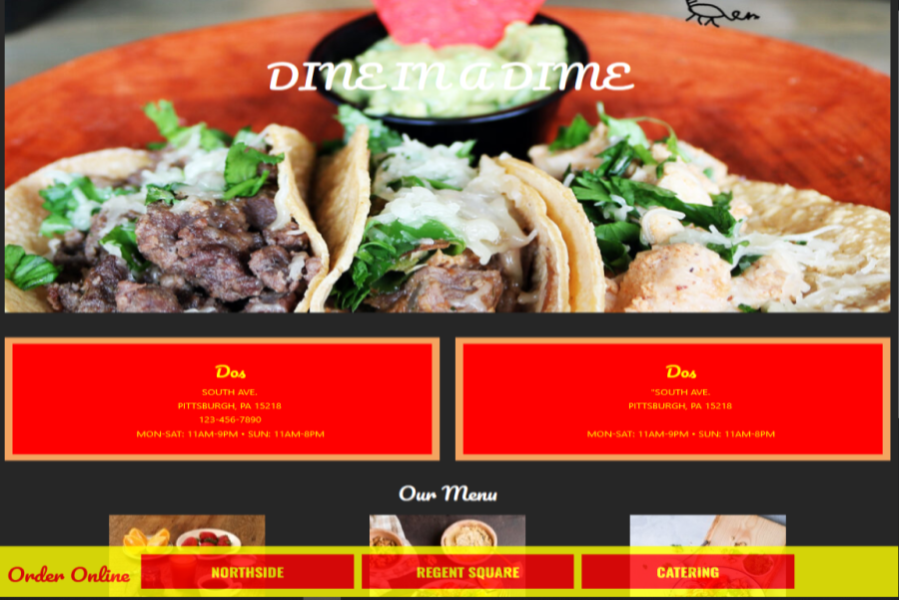 DINE IN A DIME
Dos
SOUTH AVE.
PITTSBURGH, PA 15218
123-456-7890
MON-SAT: 11AM-9PM • SUN: 11AM-8PM
Dos
"SOUTH AVE.
PITTSBURGH, PA 15218
MON-SAT: 11AM-9PM • SUN: 11AM-8PM
Our Menu
Order Online
NORTHSIDE
REGENT SQUARE
CATERING